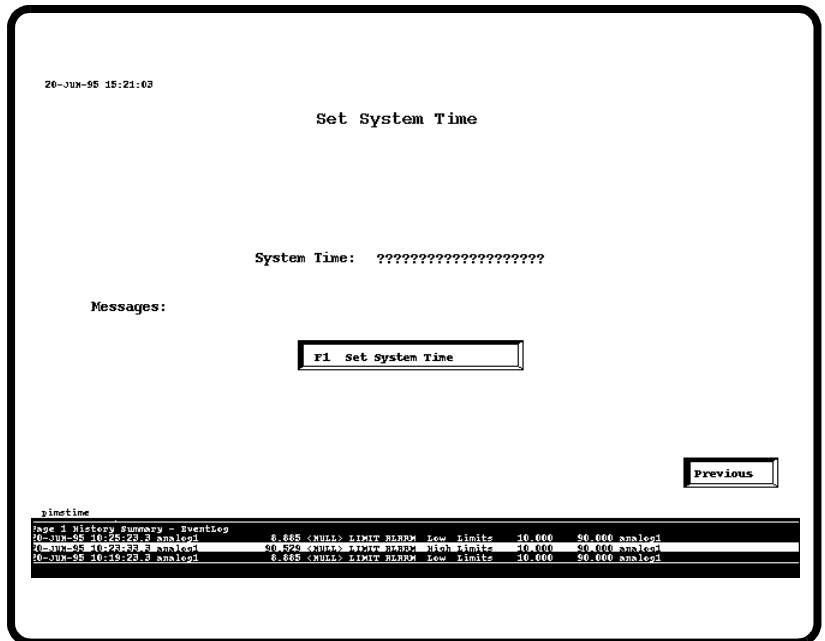 20-JUN-95 15:21:03
Set System Time
System Time: ????????????????????
Messages:
F1 Set System Time
Previous
pimstime
Page 1 History Summary - EventLog
20-JUN-95 10:25:23.3 analog1 8.885 <NULL> LIMIT ALARM Low Limits 10.000 90.000 analog1
20-JUN-95 10:23:33.3 analog1 90.529 <NULL> LIMIT ALARM High Limits 10.000 90.000 analog1
20-JUN-95 10:19:23.3 analog1 8.885 <NULL> LIMIT ALARM Low Limits 10.000 90.000 analog1